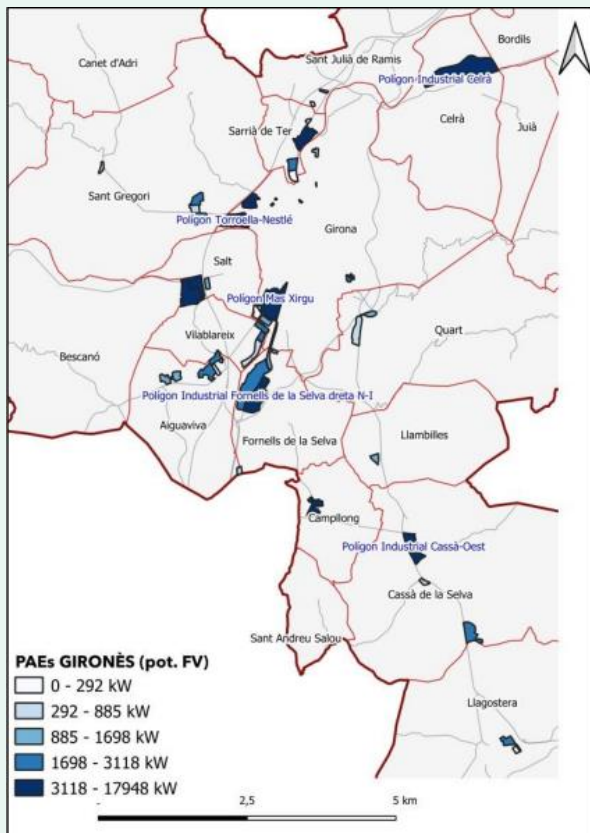 Canet d'Adri
Bordils
Sant Julià de Ramis
Polígon Industrial Celrà
Celrà
Juià
Sarrià de Ter
Sant Gregori
Polígon Torroella-Nestlé
Girona
Salt
Polígon Mas Xirgu
Quart
Vilablareix
Bescanó
Polígon Industrial Fornells de la Selva dreta N-I
Aiguaviva
Fornells de la Selva
Llambilles
Campllong
Polígon Industrial Cassà-Oest
Cassà de la Selva
Sant Andreu Salou
Llagostera
PAEs GIRONÈS (pot. FV)
0 - 292 kW
292 - 885 kW
885 - 1698 kW
1698 - 3118 kW
3118 - 17948 kW
2,5
5 km